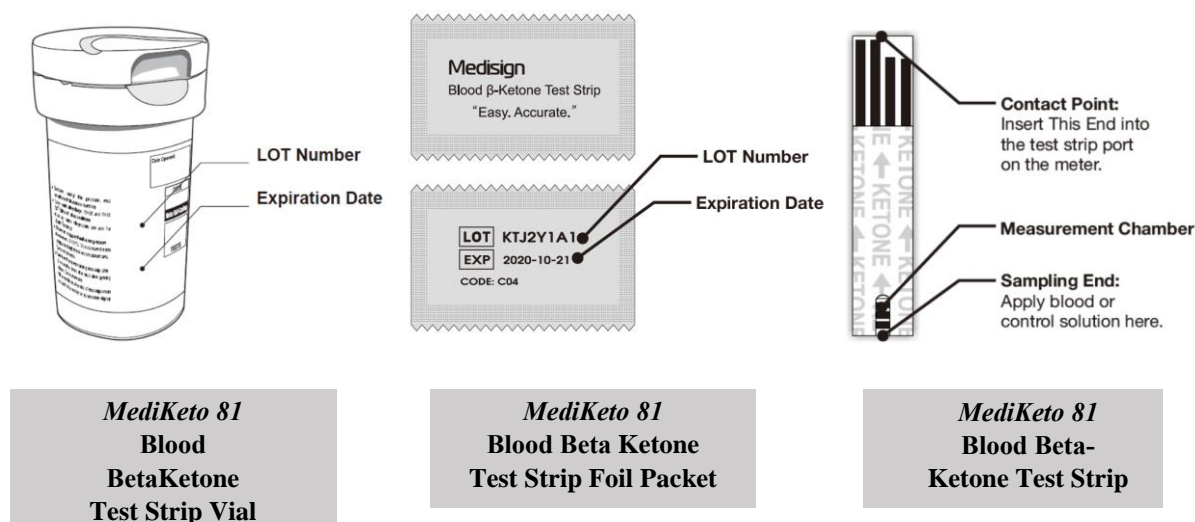 LOT Number
Expiration Date
Date Opened
Medisign
Blood β-Ketone Test Strip
“Easy. Accurate.”
LOT KTJ2Y1A1
EXP 2020-10-21
CODE: C04
LOT Number
Expiration Date
KETONE KETONE KETONE
Contact Point:
Insert This End into
the test strip port
on the meter.
Measurement Chamber
Sampling End:
Apply blood or
control solution here.
MediKeto 81
Blood
BetaKetone
Test Strip Vial
MediKeto 81
Blood Beta Ketone
Test Strip Foil Packet
MediKeto 81
Blood Beta-
Ketone Test Strip